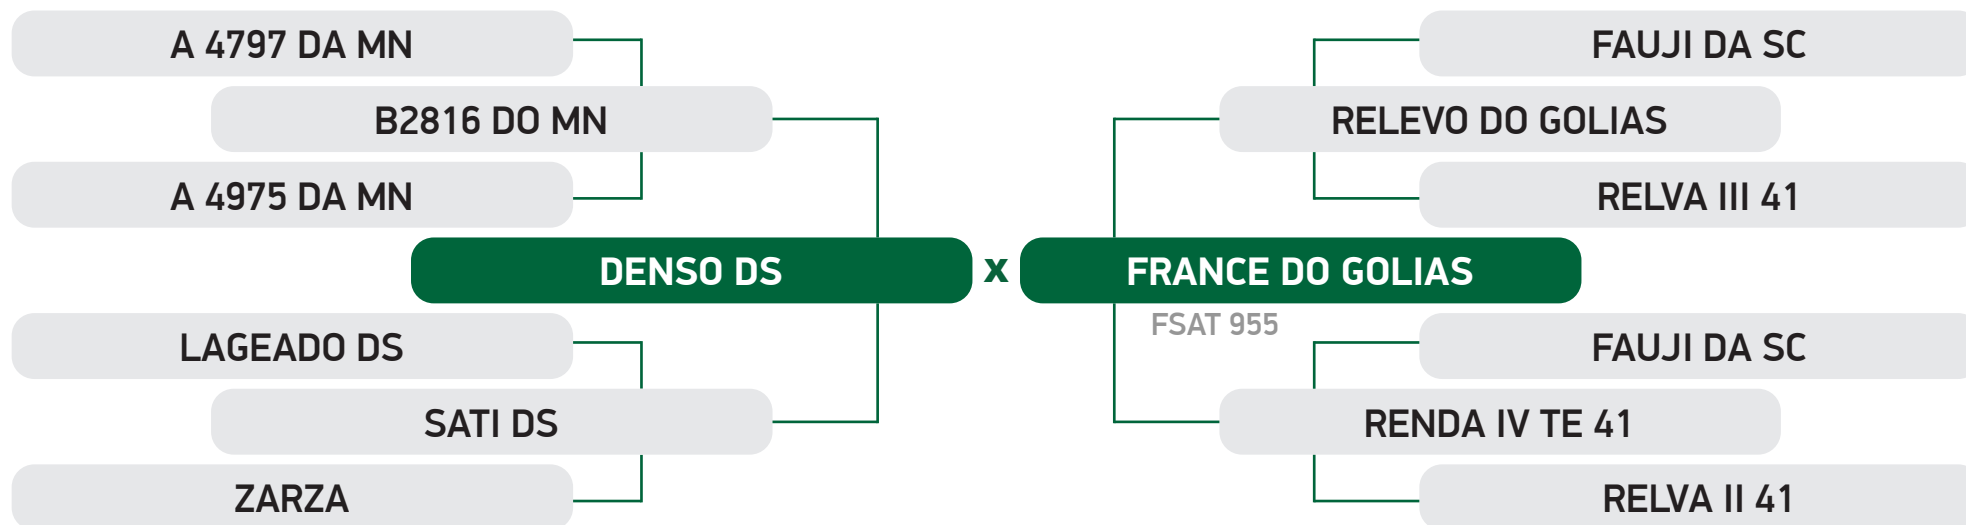 A 4797 DA MN
B2816 DO MN
A 4975 DA MN
DENSO DS
LAGEADO DS
SATI DS
ZARZA
x
FAUJI DA SC
RELEVO DO GOLIAS
RELVA III 41
FRANCE DO GOLIAS
FSAT 955
FAUJI DA SC
RENDA IV TE 41
RELVA II 41